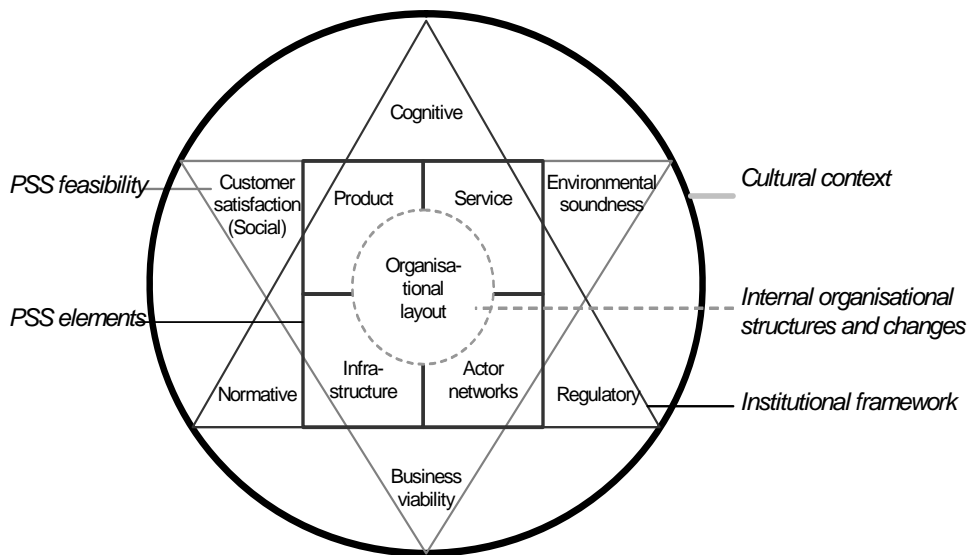 Cognitive
PSS feasibility
Customer
satisfaction
(Social)
Product
Service
Environmental
soundness
Cultural context
Organisa-
tional
layout
PSS elements
Internal organisational
structures and changes
Normative
Infra-
structure
Actor
networks
Regulatory
Institutional framework
Business
viability